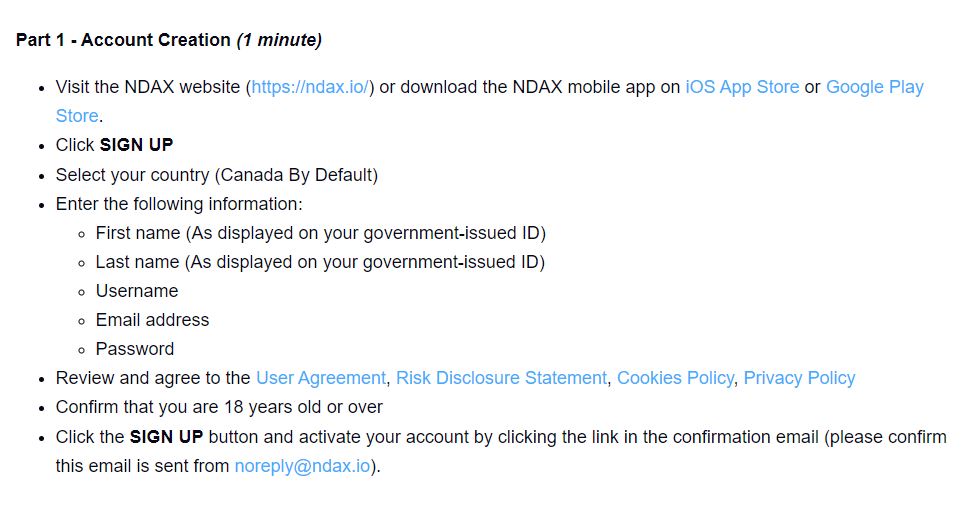 Part 1 - Account Creation (1 minute)
• Visit the NDAX website (https://ndax.io/) or download the NDAX mobile app on iOS App Store or Google Play
Store.
• Click SIGN UP
• Select your country (Canada By Default)
• Enter the following information:
◦ First name (As displayed on your government-issued ID)
◦ Last name (As displayed on your government-issued ID)
◦ Username
◦ Email address
◦ Password
• Review and agree to the User Agreement, Risk Disclosure Statement, Cookies Policy, Privacy Policy
• Confirm that you are 18 years old or over
• Click the SIGN UP button and activate your account by clicking the link in the confirmation email (please confirm
this email is sent from noreply@ndax.io).